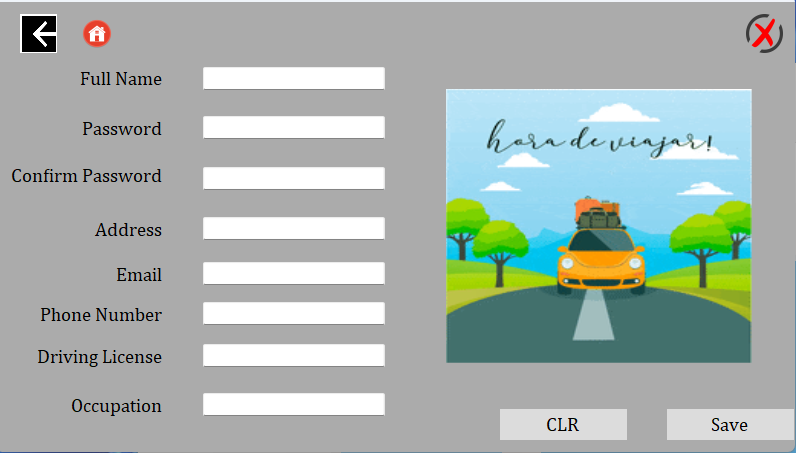 Full Name
Password
Confirm Password
Address
Email
Phone Number
Driving License
Occupation
hora de viajar!
CLR
Save